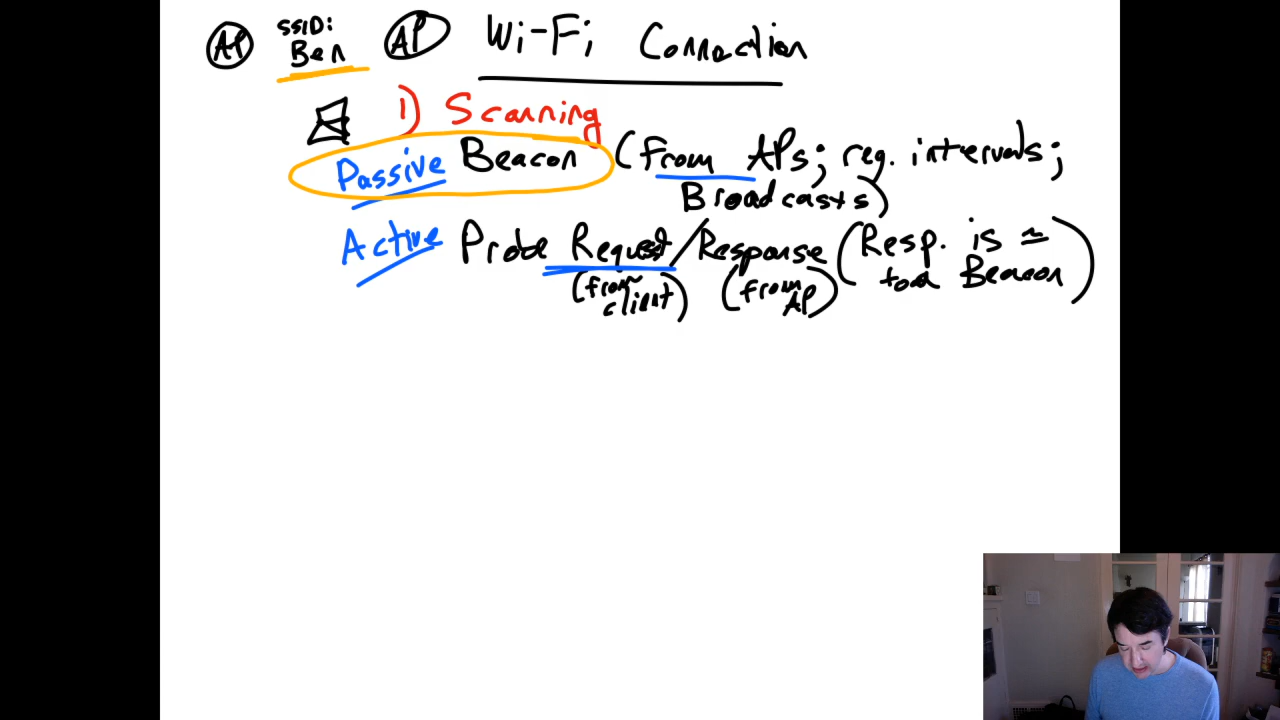 AP SSID: AP Wi-Fi Connection
Ben
1) Scanning
Passive Beacon (From APs; reg. intervals;
Broadcasts)
Active Probe Request/Response (Resp. is ≃
(from client) (from AP) to a Beacon)